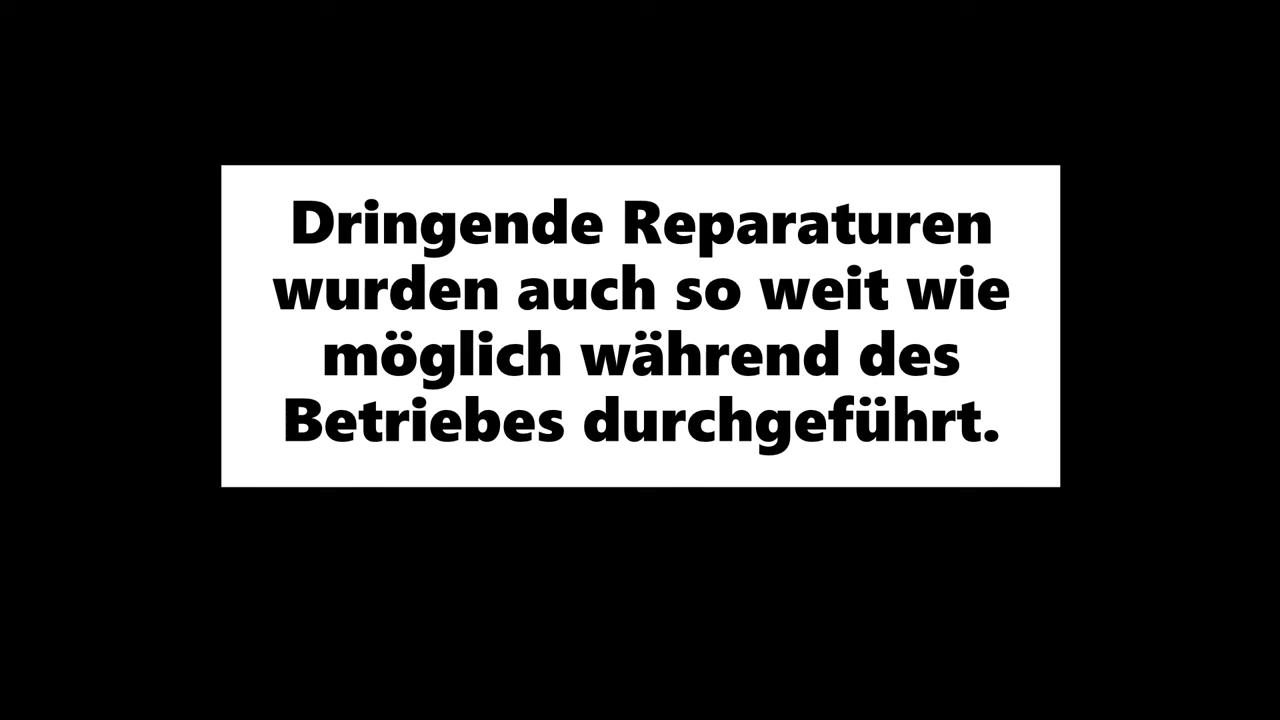 Dringende Reparaturen
wurden auch so weit wie
möglich während des
Betriebes durchgeführt.